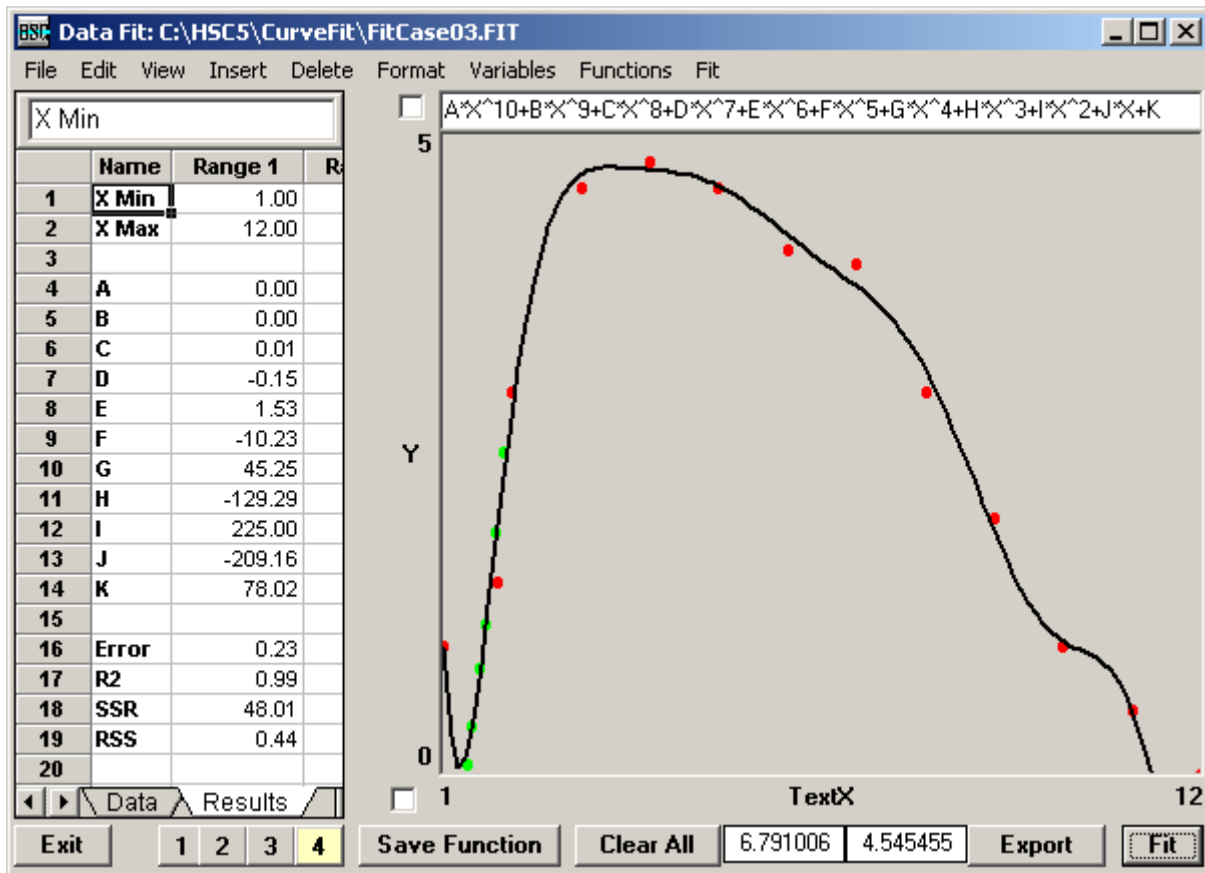 HSC Data Fit: C:\HSC5\CurveFit\FitCase03.FIT
File Edit View Insert Delete Format Variables Functions Fit
X Min
A*X^10+B*X^9+C*X^8+D*X^7+E*X^6+F*X^5+G*X^4+H*X^3+I*X^2+J*X+K
Name Range 1 Ra
1 X Min 1.00
2 X Max 12.00
3
4 A 0.00
5 B 0.00
6 C 0.01
7 D -0.15
8 E 1.53
9 F -10.23
10 G 45.25
11 H -129.29
12 I 225.00
13 J -209.16
14 K 78.02
15
16 Error 0.23
17 R2 0.99
18 SSR 48.01
19 RSS 0.44
20
Data Results
5
Y
0
1 TextX 12
Exit 1 2 3 4 Save Function Clear All 6.791006 4.545455 Export Fit